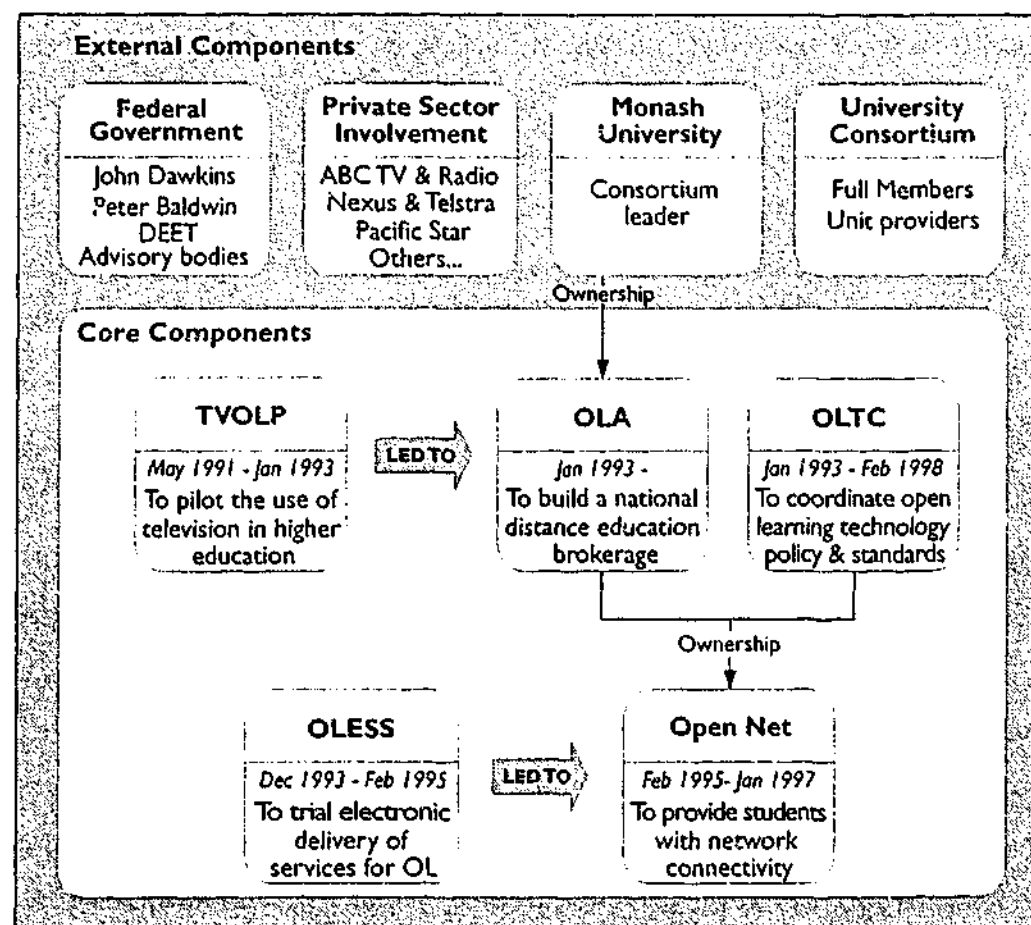 External Components
Federal
Government
John Dawkins
Peter Baldwin
DEET
Advisory bodies
Private Sector
Involvement
ABC TV & Radio
Nexus & Telstra
Pacific Star
Others...
Monash
University
Consortium
leader
University
Consortium
Full Members
Unit providers
Ownership
Core Components
TVOLP
May 1991 - Jan 1993
To pilot the use of
television in higher
education
LED TO
OLA
Jan 1993 -
To build a national
distance education
brokerage
OLTC
Jan 1993 - Feb 1998
To coordinate open
learning technology
policy & standards
Ownership
OLESS
Dec 1993 - Feb 1995
To trial electronic
delivery of
services for OL
LED TO
Open Net
Feb 1995- Jan 1997
To provide students
with network
connectivity